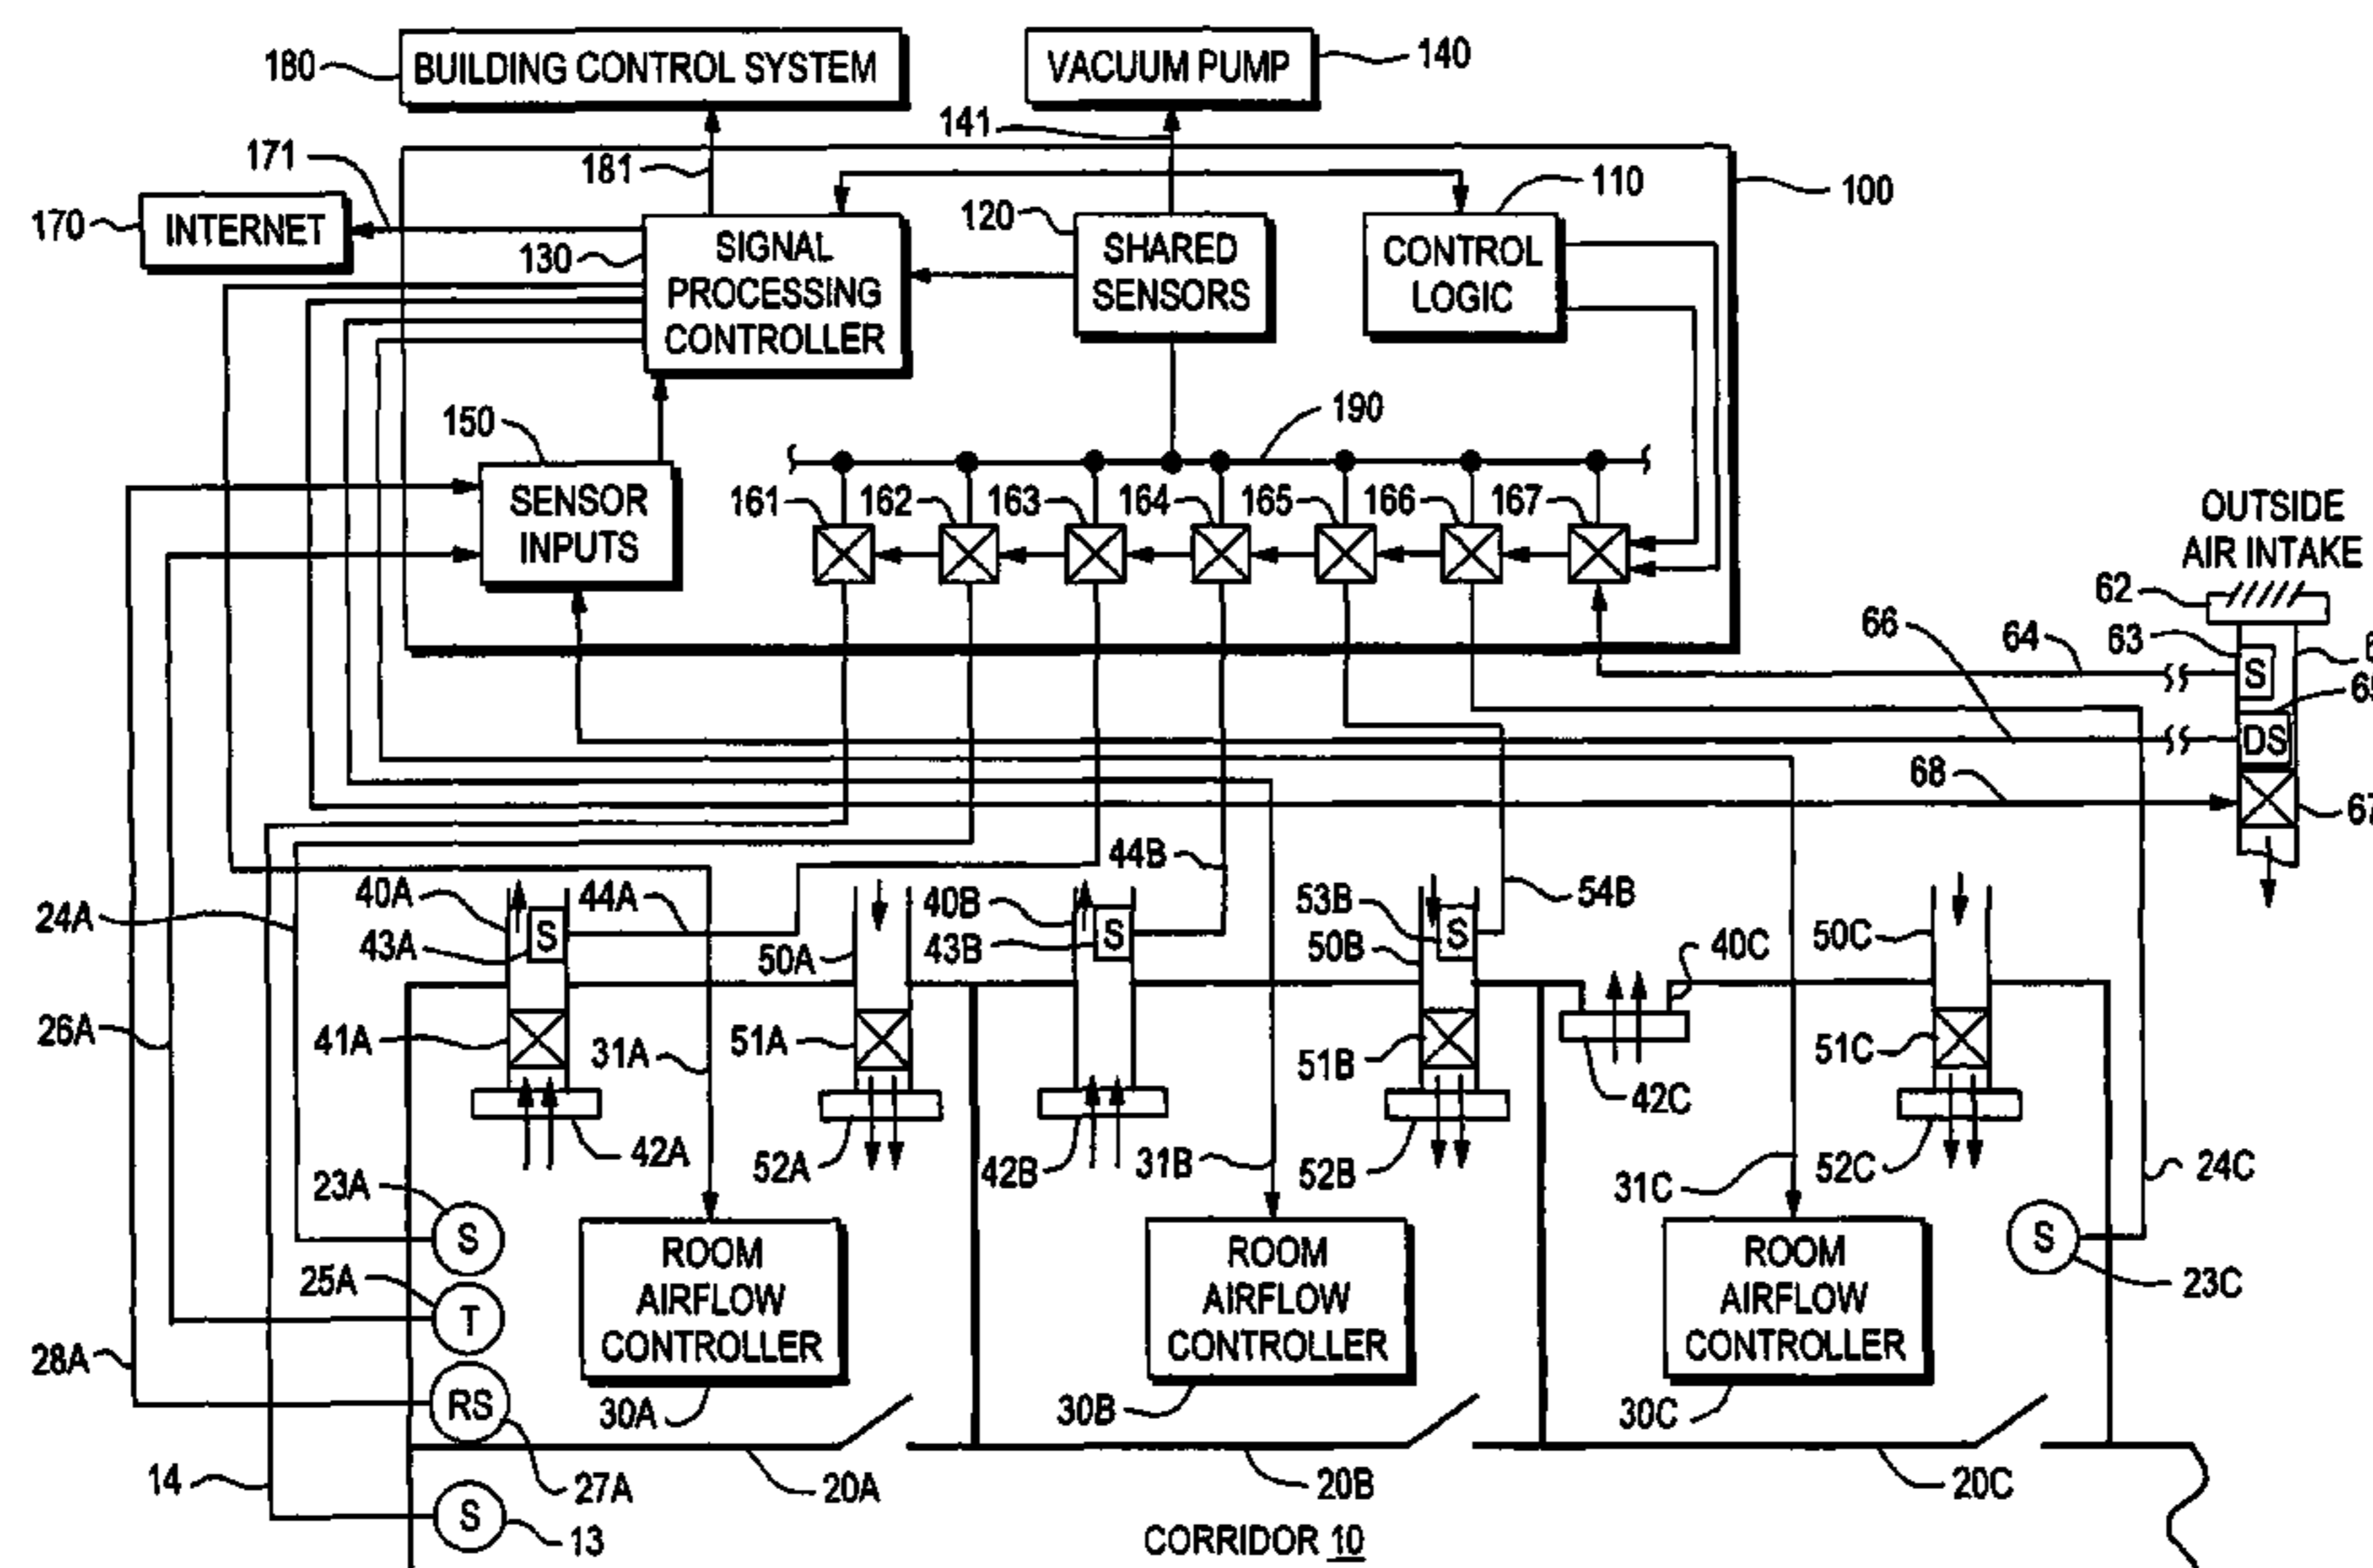 180 BUILDING CONTROL SYSTEM
VACUUM PUMP 140
141
171
181
110
100
170 INTERNET
130
SIGNAL
PROCESSING
CONTROLLER
120
SHARED
SENSORS
CONTROL
LOGIC
150
190
SENSOR
INPUTS
161 162 163 164 165 166 167
OUTSIDE
AIR INTAKE
62
66
64
63
S
DS
68
44B
54B
24A
40A
44A
43A
S
50A
40B
43B
S
53B
50B
S
40C
50C
26A
41A
31A
51A
51B
51C
42A
52A
42B
31B
52B
42C
31C
52C
24C
23A
S
25A
T
28A
RS
27A
ROOM
AIRFLOW
CONTROLLER
30A
ROOM
AIRFLOW
CONTROLLER
30B
ROOM
AIRFLOW
CONTROLLER
30C
S
23C
14
S
13
20A
20B
20C
CORRIDOR 10